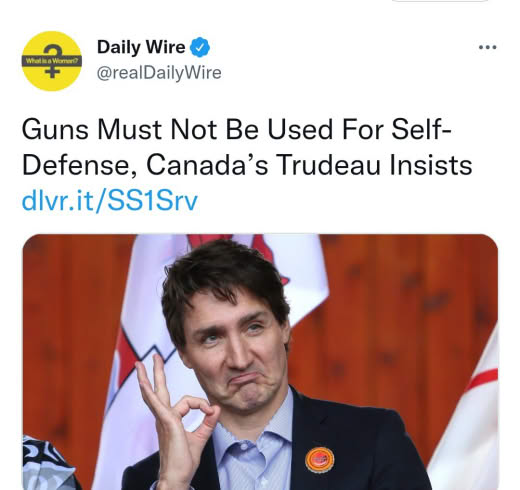 What is a Woman?
Daily Wire
@realDailyWire
Guns Must Not Be Used For Self-
Defense, Canada’s Trudeau Insists
dlvr.it/SS1Srv